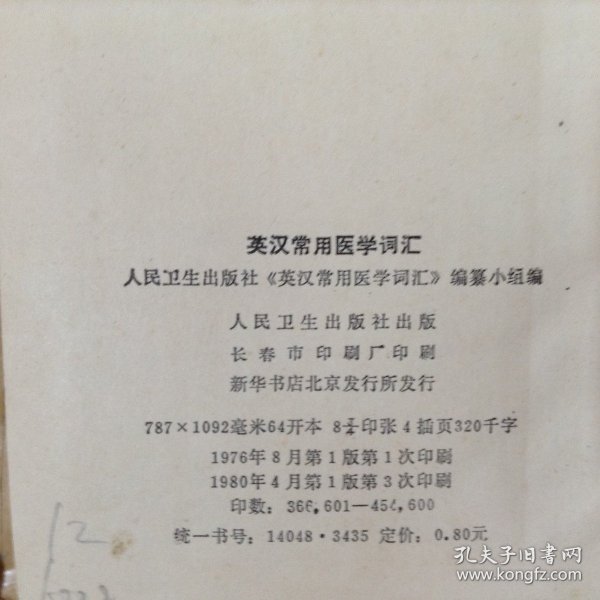 英汉常用医学词汇
人民卫生出版社《英汉常用医学词汇》编纂小组编
人民卫生出版社出版
长春市印刷厂印刷
新华书店北京发行所发行
787×1092毫米64开本 8¾印张 4插页320千字
1976年8月第1版第1次印刷
1980年4月第1版第3次印刷
印数：366,601—454,600
统一书号：14048·3435 定价：0.80元
12
孔夫子旧书网
www.kongfz.com